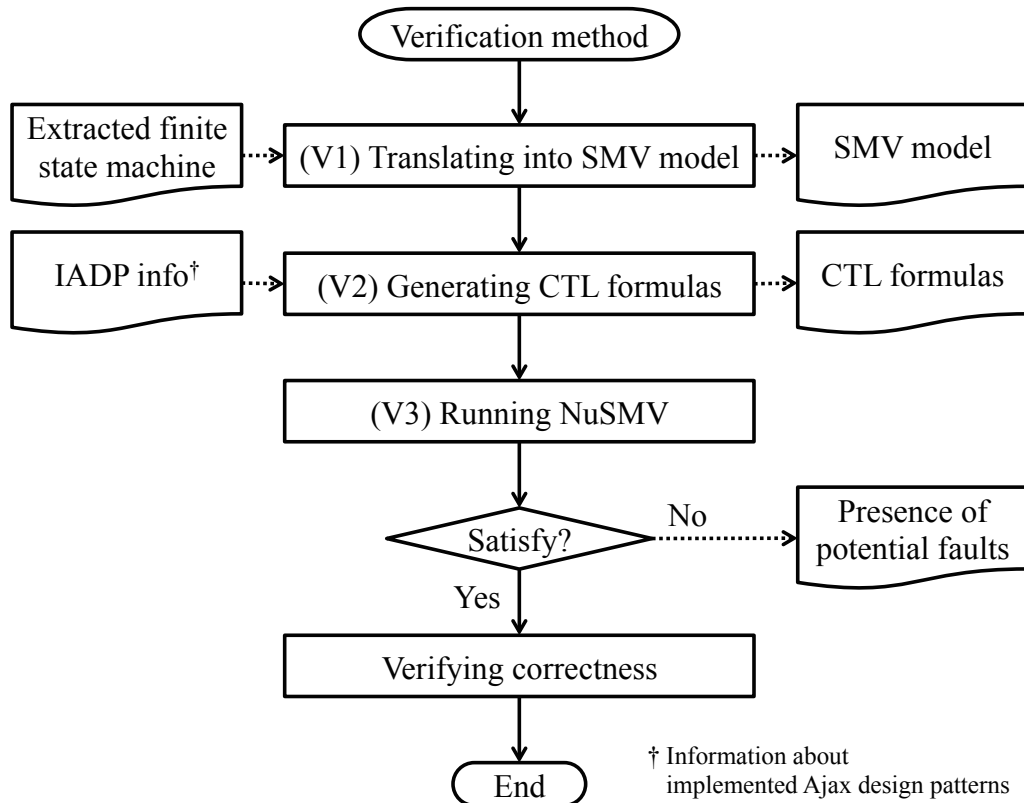 Verification method
Extracted finite
state machine
(V1) Translating into SMV model
SMV model
IADP info†
(V2) Generating CTL formulas
CTL formulas
(V3) Running NuSMV
Satisfy?
No
Presence of
potential faults
Yes
Verifying correctness
End
† Information about
implemented Ajax design patterns